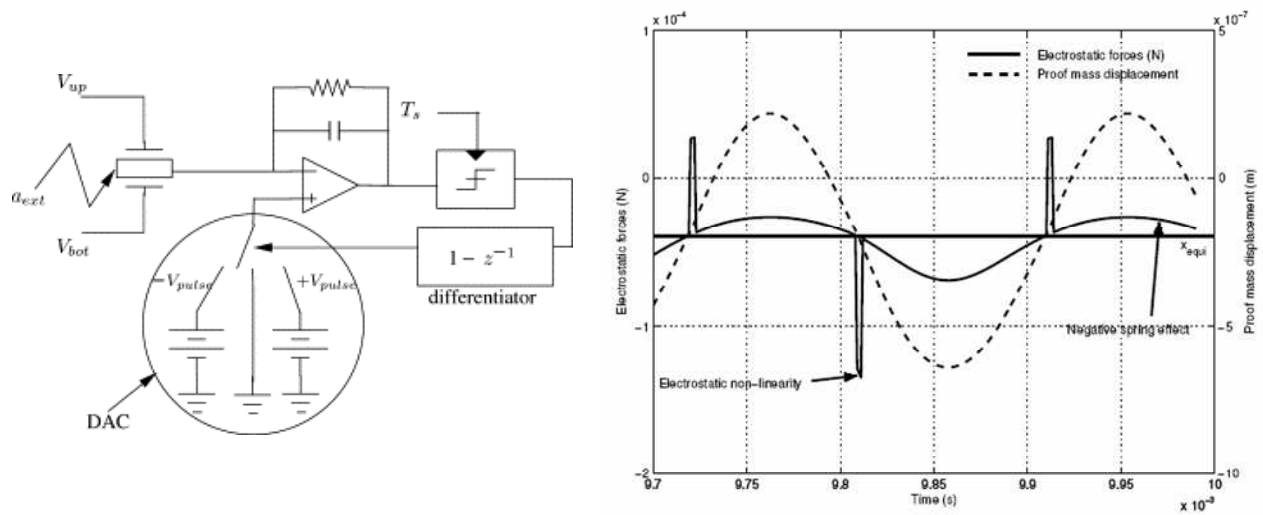 V_up
T_s
a_ext
V_bot
−
+
1 − z^{-1}
differentiator
−V_pulse
+V_pulse
DAC
x 10^{-4}
x 10^{-7}
1
5
Electrostatic forces (N)
Proof mass displacement
0
0
Electrostatic forces (N)
Proof mass displacement (m)
x_equi
Negative spring effect
−1
−5
Electrostatic non−linearity
−2
−10
9.7
9.75
9.8
9.85
9.9
9.95
10
Time (s)
x 10^{-3}